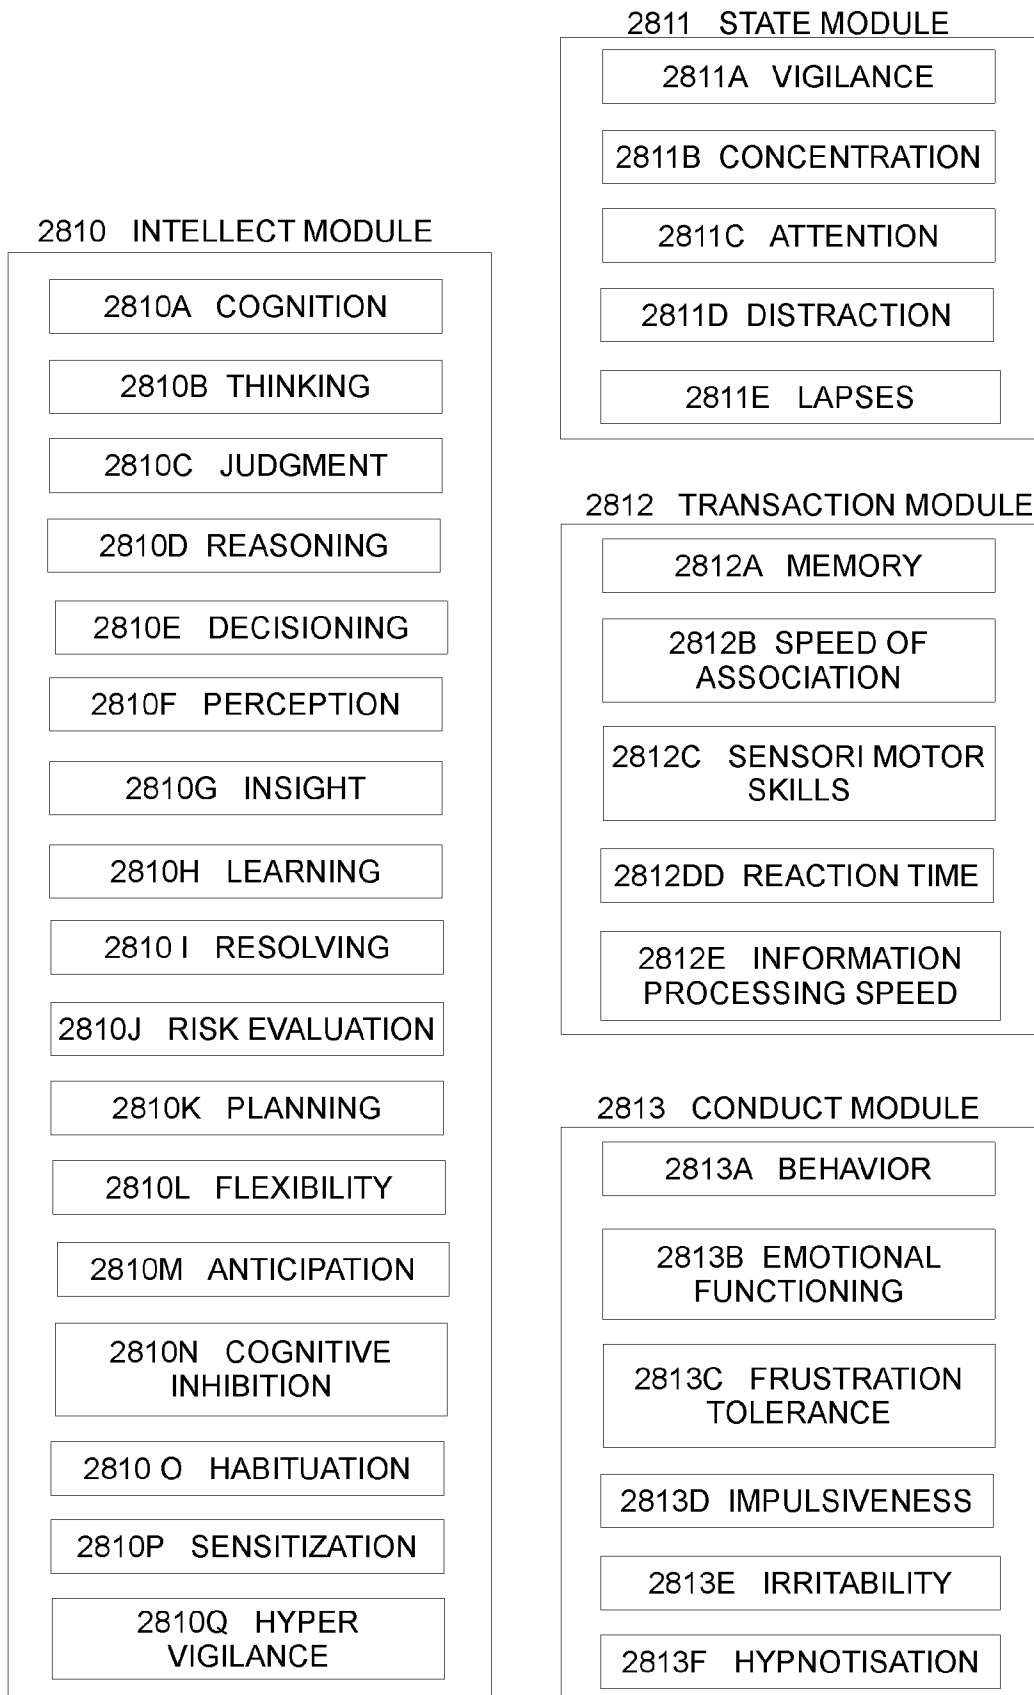 2810 INTELLECT MODULE
2810A COGNITION
2810B THINKING
2810C JUDGMENT
2810D REASONING
2810E DECISIONING
2810F PERCEPTION
2810G INSIGHT
2810H LEARNING
2810 I RESOLVING
2810J RISK EVALUATION
2810K PLANNING
2810L FLEXIBILITY
2810M ANTICIPATION
2810N COGNITIVE
INHIBITION
2810 O HABITUATION
2810P SENSITIZATION
2810Q HYPER
VIGILANCE
2811 STATE MODULE
2811A VIGILANCE
2811B CONCENTRATION
2811C ATTENTION
2811D DISTRACTION
2811E LAPSES
2812 TRANSACTION MODULE
2812A MEMORY
2812B SPEED OF
ASSOCIATION
2812C SENSORI MOTOR
SKILLS
2812DD REACTION TIME
2812E INFORMATION
PROCESSING SPEED
2813 CONDUCT MODULE
2813A BEHAVIOR
2813B EMOTIONAL
FUNCTIONING
2813C FRUSTRATION
TOLERANCE
2813D IMPULSIVENESS
2813E IRRITABILITY
2813F HYPNOTISATION